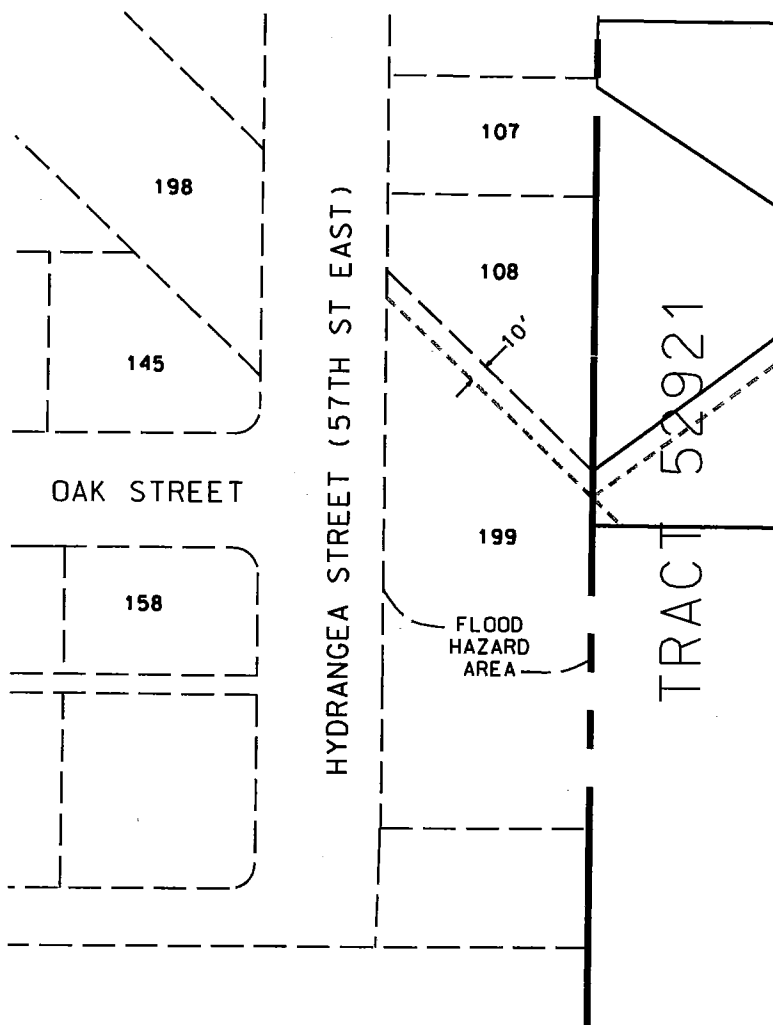 107
198
108
10'
145
HYDRANGEA STREET (57TH ST EAST)
TRACT 52921
OAK STREET
199
158
FLOOD
HAZARD
AREA